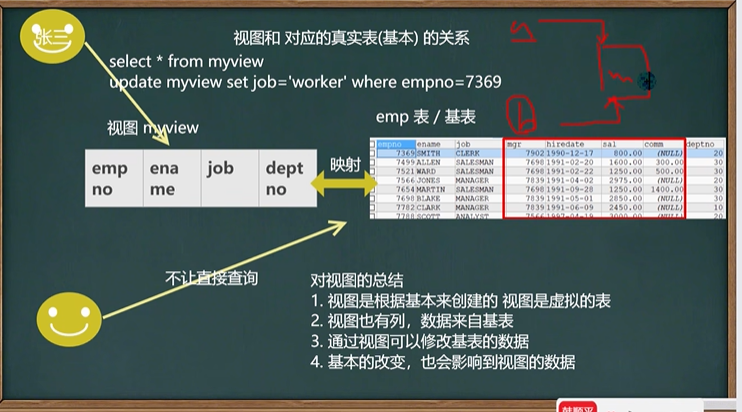 张三
视图和 对应的真实表(基本) 的关系
select * from myview
update myview set job='worker' where empno=7369
emp 表 / 基表
视图 myview
empno ename job mgr hiredate sal comm deptno
7369 SMITH CLERK 7902 1990-12-17 800.00 (NULL) 20
7499 ALLEN SALESMAN 7698 1991-02-20 1600.00 300.00 30
7521 WARD SALESMAN 7698 1991-02-22 1250.00 500.00 30
7566 JONES MANAGER 7839 1991-04-02 2975.00 (NULL) 20
7654 MARTIN SALESMAN 7698 1991-09-28 1250.00 1400.00 30
7698 BLAKE MANAGER 7839 1991-05-01 2850.00 (NULL) 30
7782 CLARK MANAGER 7839 1991-06-09 2450.00 (NULL) 10
7788 SCOTT ANALYST 7566 1997-04-19 3000.00 (NULL) 20
emp ena job dept
no me no
映射
不让直接查询
对视图的总结
1. 视图是根据基本来创建的 视图是虚拟的表
2. 视图也有列，数据来自基表
3. 通过视图可以修改基表的数据
4. 基本的改变，也会影响到视图的数据
韩顺平